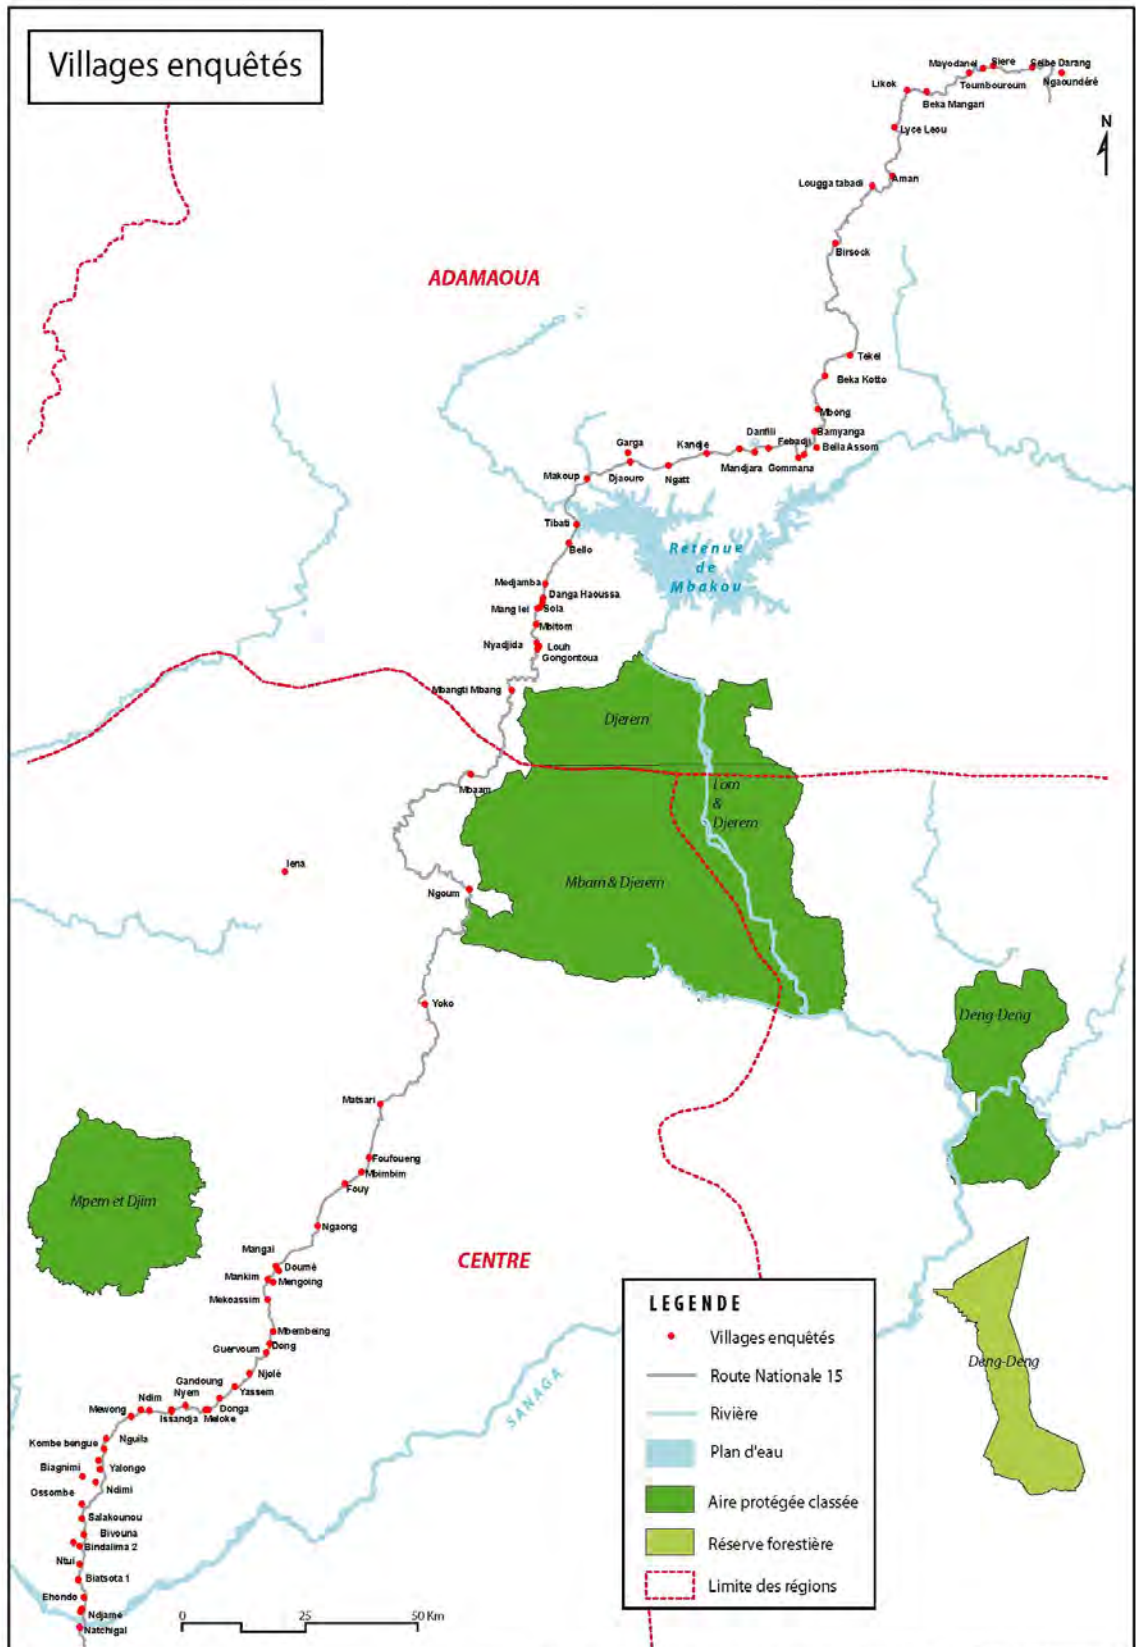 Villages enquêtés
Mayodanel
Siere
Selbe Darang
Ngaoundéré
Toumbouroum
Likok
Beka Mangari
N
Lyce Leou
Aman
Lougga tabadi
Birsock
ADAMAOUA
Tekel
Beka Kotto
Mbong
Bamyanga
Danfili
Febadji
Bella Assom
Garga
Kandje
Mandjara
Gommana
Makoup
Djaouro
Ngatt
Tibati
Bello
Retenue
de
Mbakou
Medjamba
Danga Haoussa
Mang lei
Sola
Mbitom
Nyadjida
Louh
Gongontoua
Mbangti Mbang
Djerem
Mbaam
Lom
&
Djerem
Iena
Mbam & Djerem
Ngoum
Yoko
Deng-Deng
Matsari
Foufoueng
Mbimbim
Fouy
Mpem et Djim
Ngaong
Mangai
Doumé
Mankim
Mengoing
CENTRE
Mekoassim
Mbembeing
Dong
Guervoum
Njolé
Gandoung
Yassem
Nyem
Ndim
Donga
Mewong
Issandja
Meloke
Nguila
Kombe bengue
Biagnimi
Yalongo
Ndimi
Ossombe
Salakounou
Bivouna
Bindalima 2
Ntui
Biatsota 1
Ehondo
Ndjamé
Natchigal
SANAGA
Deng-Deng
0
25
50 Km
LEGENDE
Villages enquêtés
Route Nationale 15
Rivière
Plan d'eau
Aire protégée classée
Réserve forestière
Limite des régions